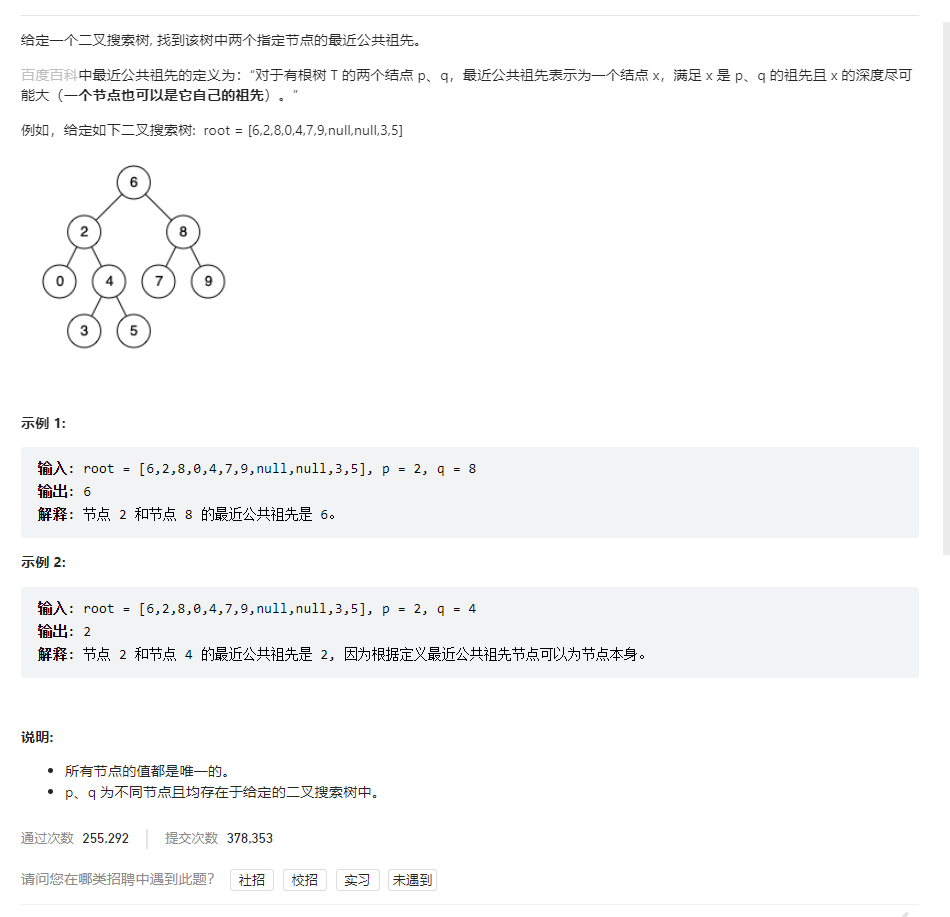 给定一个二叉搜索树, 找到该树中两个指定节点的最近公共祖先。
百度百科中最近公共祖先的定义为：“对于有根树 T 的两个结点 p、q，最近公共祖先表示为一个结点 x，满足 x 是 p、q 的祖先且 x 的深度尽可
能大（一个节点也可以是它自己的祖先）。”
例如，给定如下二叉搜索树:  root = [6,2,8,0,4,7,9,null,null,3,5]
6
2 8
0 4 7 9
3 5
示例 1:
输入: root = [6,2,8,0,4,7,9,null,null,3,5], p = 2, q = 8
输出: 6
解释: 节点 2 和节点 8 的最近公共祖先是 6。
示例 2:
输入: root = [6,2,8,0,4,7,9,null,null,3,5], p = 2, q = 4
输出: 2
解释: 节点 2 和节点 4 的最近公共祖先是 2, 因为根据定义最近公共祖先节点可以为节点本身。
说明:
• 所有节点的值都是唯一的。
• p、q 为不同节点且均存在于给定的二叉搜索树中。
通过次数 255,292 提交次数 378,353
请问您在哪类招聘中遇到此题？ 社招 校招 实习 未遇到